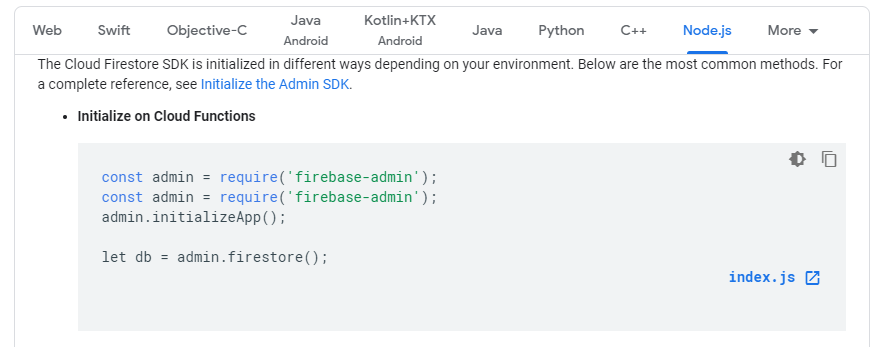 Web Swift Objective-C Java Android Kotlin+KTX Android Java Python C++ Node.js More
The Cloud Firestore SDK is initialized in different ways depending on your environment. Below are the most common methods. For
a complete reference, see Initialize the Admin SDK.
• Initialize on Cloud Functions
const admin = require('firebase-admin');
const admin = require('firebase-admin');
admin.initializeApp();
let db = admin.firestore();
index.js